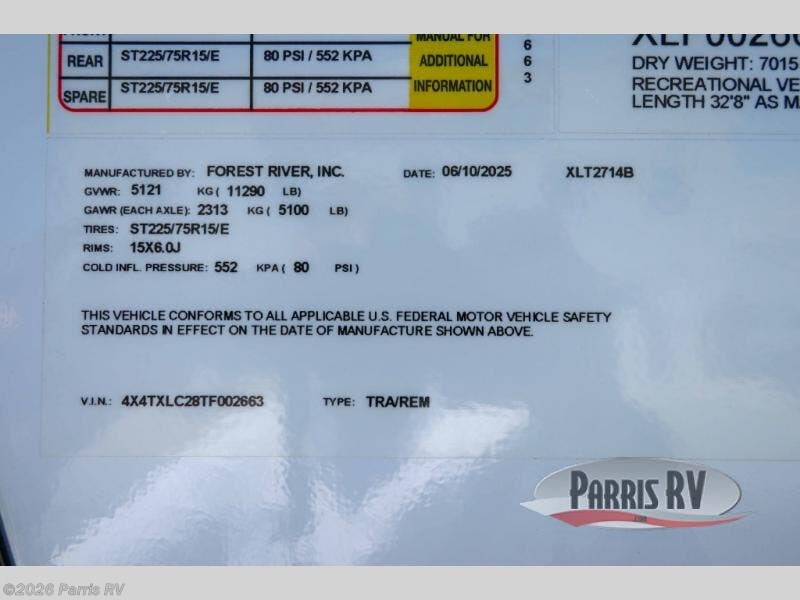 MANUAL FOR
REAR ST225/75R15/E 80 PSI / 552 KPA ADDITIONAL
SPARE ST225/75R15/E 80 PSI / 552 KPA INFORMATION
6
6
3
DRY WEIGHT: 7015
RECREATIONAL VE
LENGTH 32'8" AS MA
MANUFACTURED BY: FOREST RIVER, INC. DATE: 06/10/2025 XLT2714B
GVWR: 5121 KG ( 11290 LB)
GAWR (EACH AXLE): 2313 KG ( 5100 LB)
TIRES: ST225/75R15/E
RIMS: 15X6.0J
COLD INFL. PRESSURE: 552 KPA ( 80 PSI )
THIS VEHICLE CONFORMS TO ALL APPLICABLE U.S. FEDERAL MOTOR VEHICLE SAFETY
STANDARDS IN EFFECT ON THE DATE OF MANUFACTURE SHOWN ABOVE.
V.I.N.: 4X4TXLC28TF002663 TYPE: TRA/REM
PARRIS RV
©2026 Parris RV